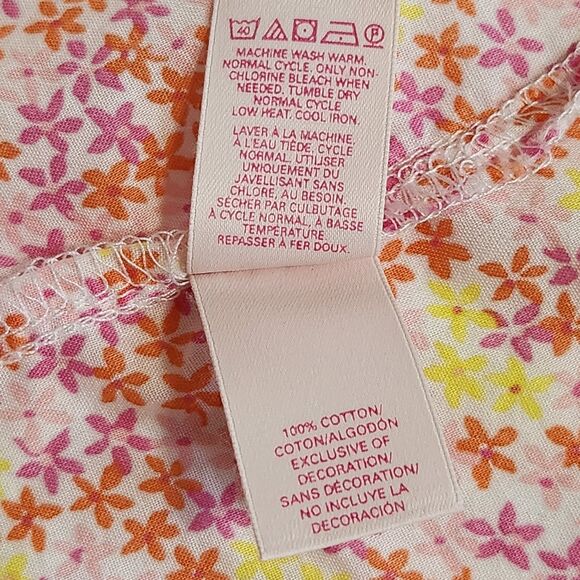 40
P
MACHINE WASH WARM.
NORMAL CYCLE. ONLY NON-
CHLORINE BLEACH WHEN
NEEDED. TUMBLE DRY
NORMAL CYCLE
LOW HEAT. COOL IRON.
LAVER À LA MACHINE.
À L'EAU TIÈDE. CYCLE
NORMAL. UTILISER
UNIQUEMENT DU
JAVELLISANT SANS
CHLORE, AU BESOIN.
SÉCHER PAR CULBUTAGE
À CYCLE NORMAL, À BASSE
TEMPÉRATURE
REPASSER À FER DOUX.
100% COTTON/
COTON/ALGODÓN
EXCLUSIVE OF
DECORATION/
SANS DÉCORATION/
NO INCLUYE LA
DECORACIÓN